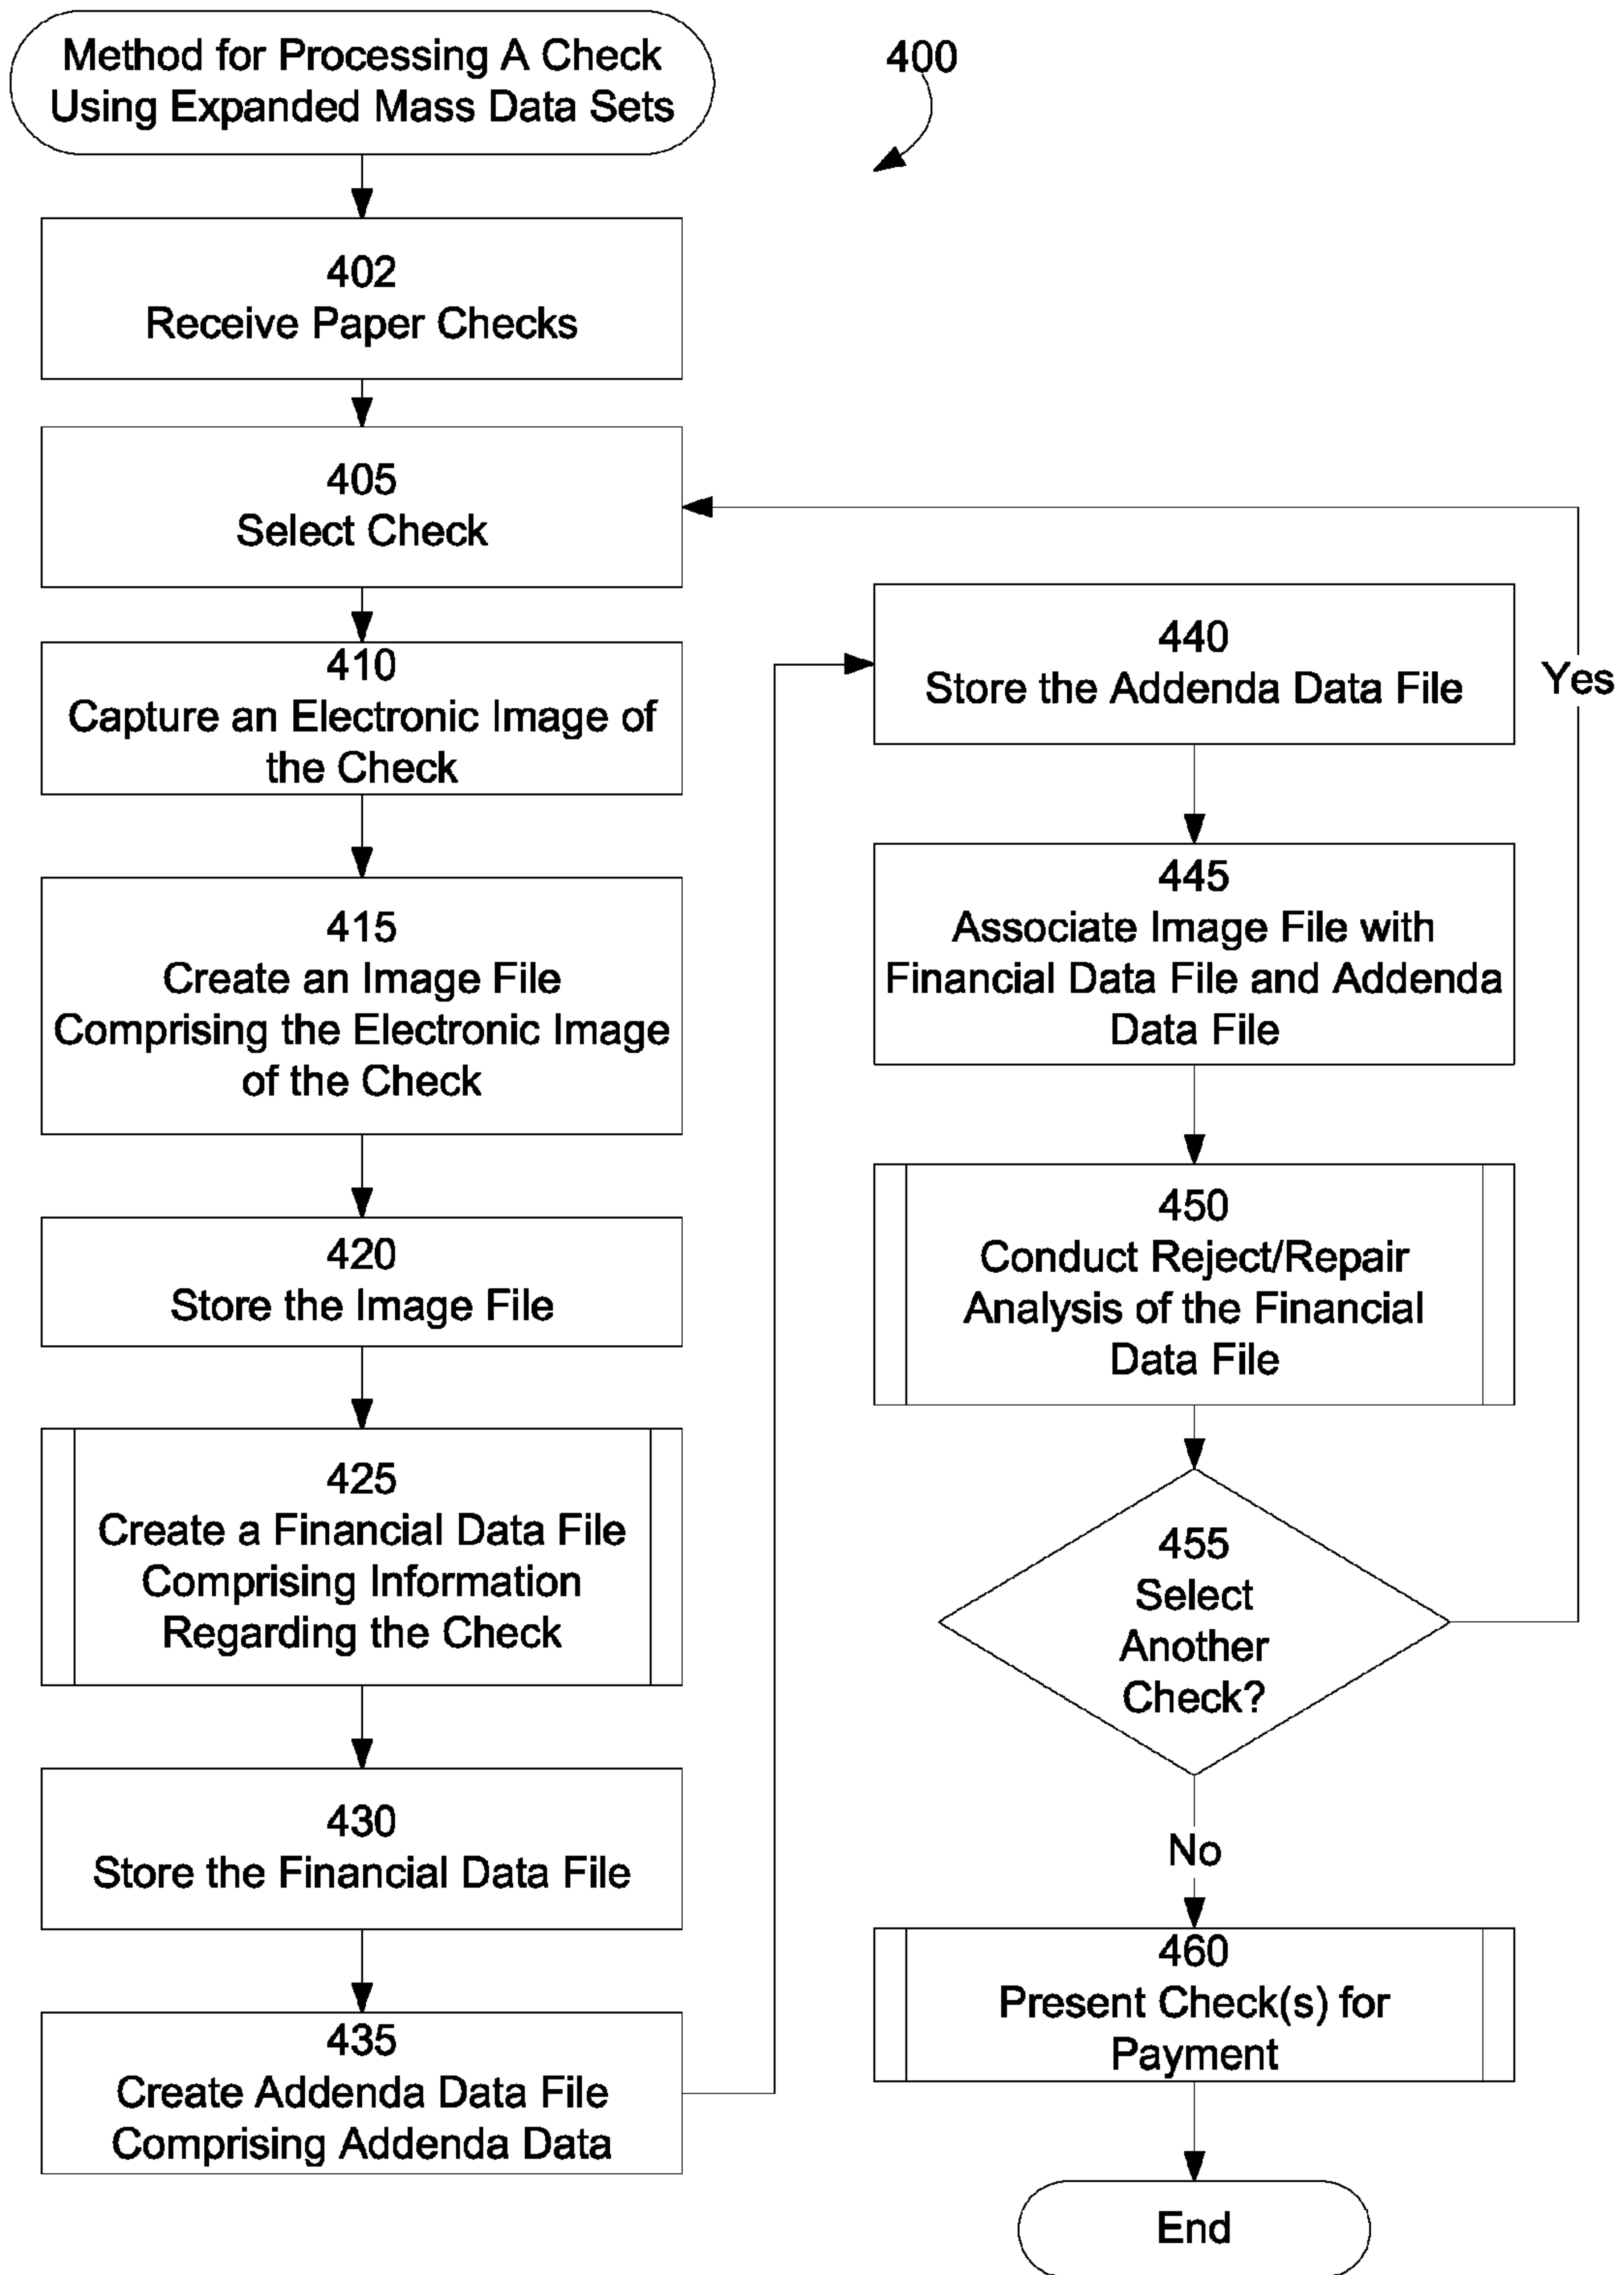 Method for Processing A Check
Using Expanded Mass Data Sets
400
402
Receive Paper Checks
405
Select Check
410
Capture an Electronic Image of
the Check
415
Create an Image File
Comprising the Electronic Image
of the Check
420
Store the Image File
425
Create a Financial Data File
Comprising Information
Regarding the Check
430
Store the Financial Data File
435
Create Addenda Data File
Comprising Addenda Data
440
Store the Addenda Data File
Yes
445
Associate Image File with
Financial Data File and Addenda
Data File
450
Conduct Reject/Repair
Analysis of the Financial
Data File
455
Select
Another
Check?
No
460
Present Check(s) for
Payment
End